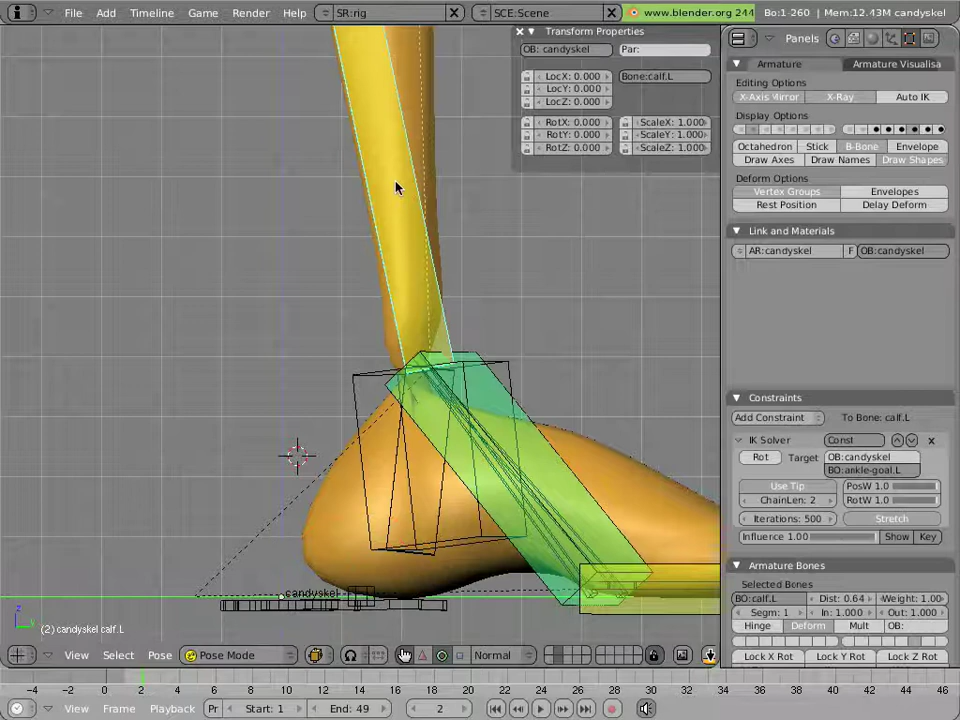 File Add Timeline Game Render Help SR:rig SCE:Scene www.blender.org 244 Bo:1-260 | Mem:12.43M candyskel
Transform Properties
OB: candyskel Par:
LocX: 0.000 Bone:calf.L
LocY: 0.000
LocZ: 0.000
RotX: 0.000 ScaleX: 1.000
RotY: 0.000 ScaleY: 1.000
RotZ: 0.000 ScaleZ: 1.000
Panels
Armature Armature Visualisa
Editing Options
X-Axis Mirror X-Ray Auto IK
Display Options
Octahedron Stick B-Bone Envelope
Draw Axes Draw Names Draw Shapes
Deform Options
Vertex Groups Envelopes
Rest Position Delay Deform
Link and Materials
AR:candyskel F OB:candyskel
Constraints
Add Constraint To Bone: calf.L
IK Solver Const x
Rot Target OB:candyskel
BO:ankle-goal.L
Use Tip PosW 1.0
ChainLen: 2 RotW 1.0
Iterations: 500 Stretch
Influence 1.00 Show Key
Armature Bones
Selected Bones
BO:calf.L Dist: 0.64 Weight: 1.00
Segm: 1 In: 1.000 Out: 1.000
Hinge Deform Mult OB:
Lock X Rot Lock Y Rot Lock Z Rot
candyskel
z
y
(2) candyskel calf.L
View Select Pose Pose Mode Normal
-4 -2 0 2 4 6 8 10 12 14 16 18 20 22 24 26 28 30 32 34 36 38 40 42 44 46
View Frame Playback Pr Start: 1 End: 49 2